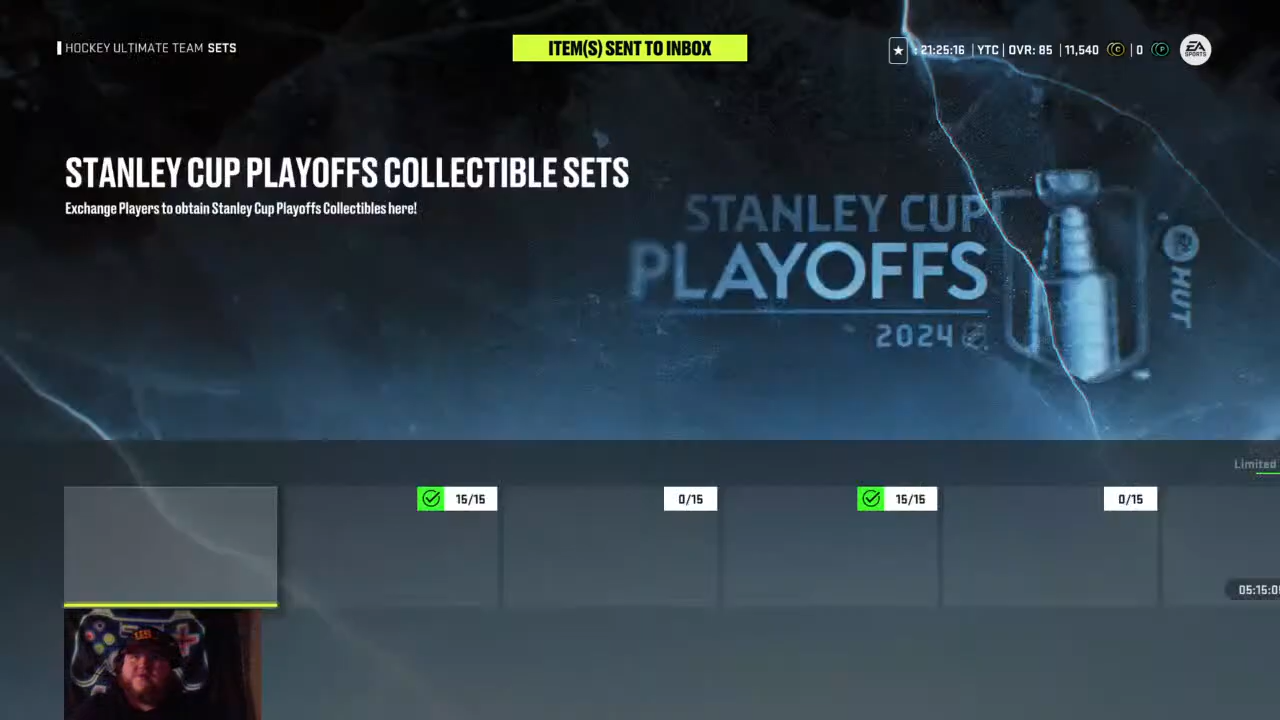 HOCKEY ULTIMATE TEAM SETS
ITEM(S) SENT TO INBOX
: 21:25:16 | YTC | OVR: 85 | 11,540 C | 0 P
EA SPORTS
STANLEY CUP PLAYOFFS COLLECTIBLE SETS
Exchange Players to obtain Stanley Cup Playoffs Collectibles here!
STANLEY CUP
PLAYOFFS
2024
HUT
Limited
15/15
0/15
15/15
0/15
05:15:0